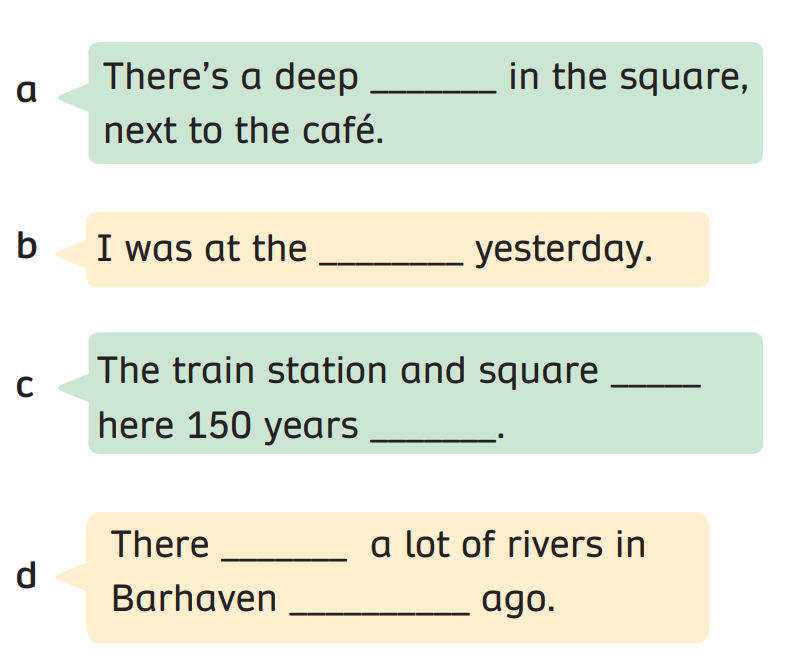 a
There's a deep _______ in the square,
next to the café.
b
I was at the ________ yesterday.
c
The train station and square _____
here 150 years _______.
d
There _______ a lot of rivers in
Barhaven __________ ago.